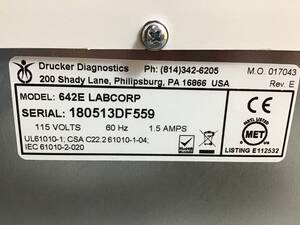 Drucker Diagnostics Ph: (814)342-6205 M.O. 017043
200 Shady Lane, Philipsburg, PA 16866 USA Rev. E
MODEL: 642E LABCORP
SERIAL: 180513DF559
115 VOLTS 60 Hz 1.5 AMPS
UL61010-1; CSA C22.2 61010-1-04;
IEC 61010-2-020
C US
MET
LISTING E112532